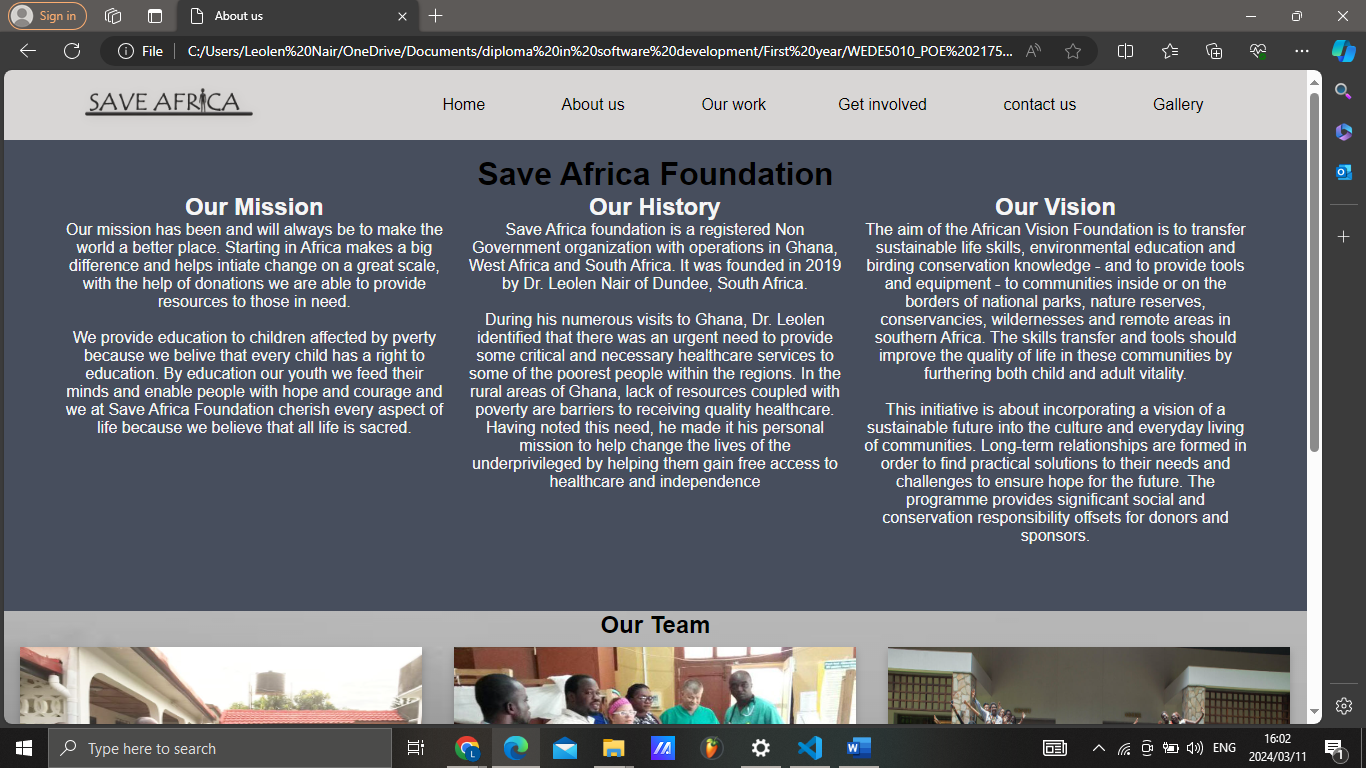 Sign in
About us
File
C:/Users/Leolen%20Nair/OneDrive/Documents/diploma%20in%20software%20development/First%20year/WEDE5010_POE%202175...
SAVE AFRICA
Home
About us
Our work
Get involved
contact us
Gallery
Save Africa Foundation
Our Mission
Our mission has been and will always be to make the
world a better place. Starting in Africa makes a big
difference and helps intiate change on a great scale,
with the help of donations we are able to provide
resources to those in need.
We provide education to children affected by pverty
because we belive that every child has a right to
education. By education our youth we feed their
minds and enable people with hope and courage and
we at Save Africa Foundation cherish every aspect of
life because we believe that all life is sacred.
Our History
Save Africa foundation is a registered Non
Government organization with operations in Ghana,
West Africa and South Africa. It was founded in 2019
by Dr. Leolen Nair of Dundee, South Africa.
During his numerous visits to Ghana, Dr. Leolen
identified that there was an urgent need to provide
some critical and necessary healthcare services to
some of the poorest people within the regions. In the
rural areas of Ghana, lack of resources coupled with
poverty are barriers to receiving quality healthcare.
Having noted this need, he made it his personal
mission to help change the lives of the
underprivileged by helping them gain free access to
healthcare and independence
Our Vision
The aim of the African Vision Foundation is to transfer
sustainable life skills, environmental education and
birding conservation knowledge - and to provide tools
and equipment - to communities inside or on the
borders of national parks, nature reserves,
conservancies, wildernesses and remote areas in
southern Africa. The skills transfer and tools should
improve the quality of life in these communities by
furthering both child and adult vitality.
This initiative is about incorporating a vision of a
sustainable future into the culture and everyday living
of communities. Long-term relationships are formed in
order to find practical solutions to their needs and
challenges to ensure hope for the future. The
programme provides significant social and
conservation responsibility offsets for donors and
sponsors.
Our Team
Type here to search
ENG
16:02
2024/03/11
1